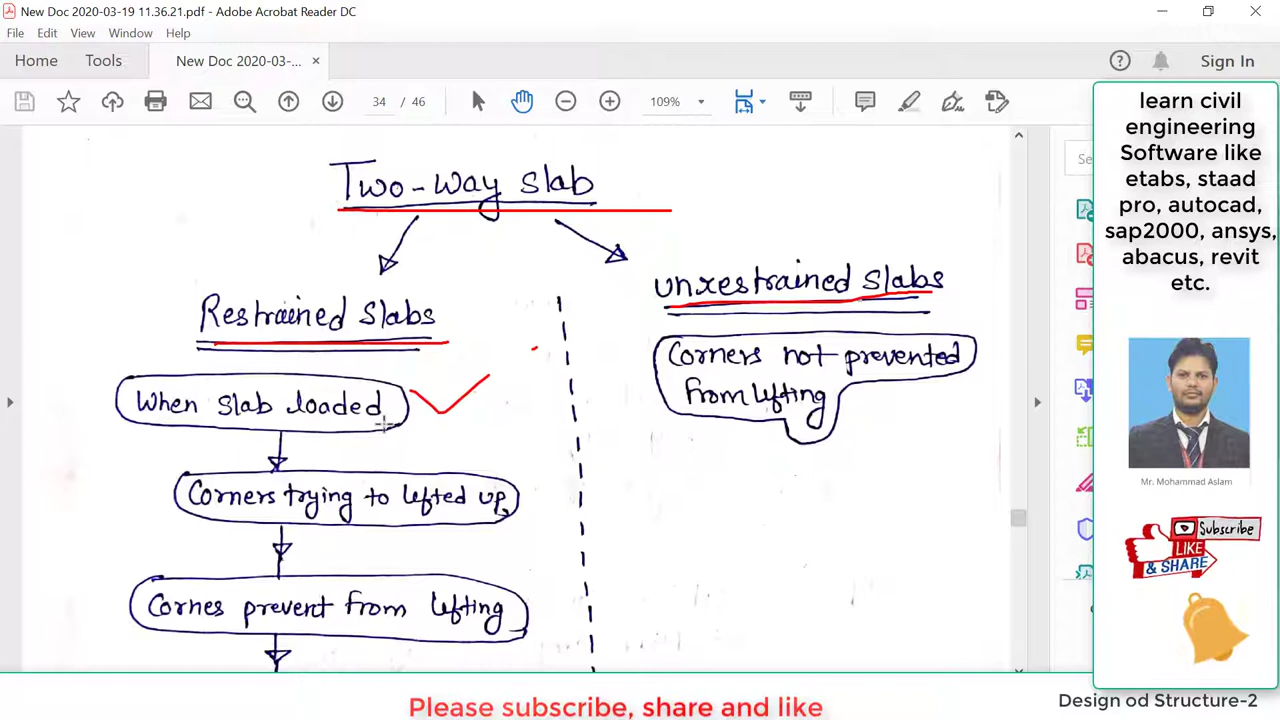 New Doc 2020-03-19 11.36.21.pdf - Adobe Acrobat Reader DC
File Edit View Window Help
Home Tools New Doc 2020-03-... × Sign In
34 / 46 109%
Two-way slab
Restrained Slabs
unrestrained slabs
When slab loaded
Corners not prevented
from lefting
Corners trying to lefted up
Cornes prevent from lefting
learn civil
engineering
Software like
etabs, staad
pro, autocad,
sap2000, ansys,
abacus, revit
etc.
Mr. Mohammad Aslam
Subscribe
LIKE
& SHARE
Please subscribe, share and like
Design od Structure-2